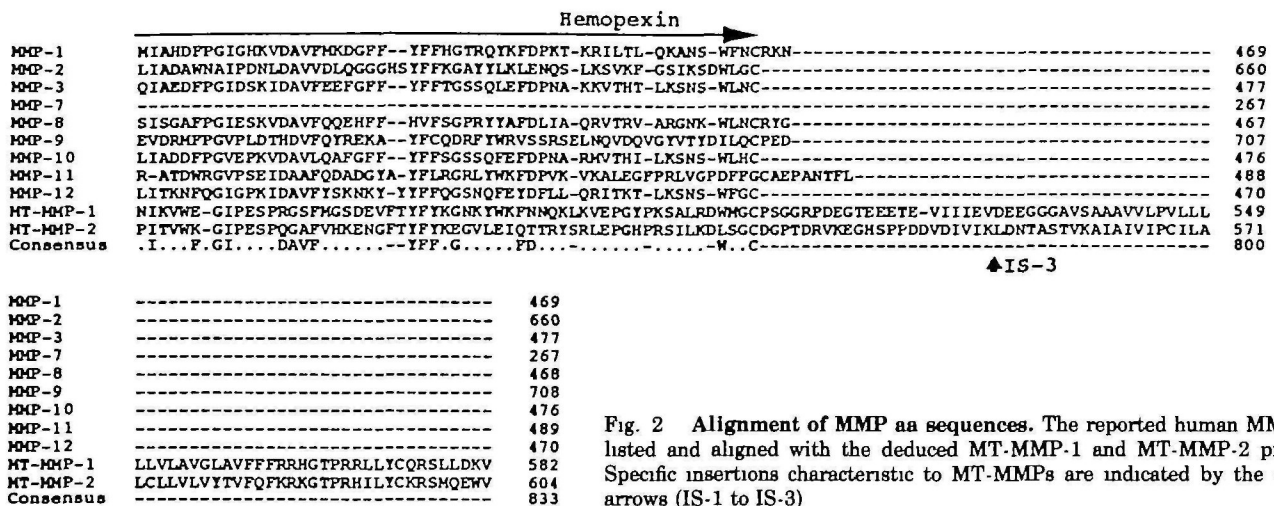 Hemopexin
MMP-1 MIAHDFPGIGHKVDAVFMKDGFF--YFFHGTRQYKFDPKT-KRILTL-QKANS-WFNCRKN--------------------------------------------------- 469
MMP-2 LIADAWNAIPDNLDAVVDLQGGGHSYFFKGAYYLKLENQS-LKSVKF-GSIKSDWLGC------------------------------------------------------ 660
MMP-3 QIAEDFPGIDSKIDAVFEEFGFF--YFFTGSSQLEFDPNA-KKVTHT-LKSNS-WLNC------------------------------------------------------ 477
MMP-7 ---------------------------------------------------------------------------------------------------------------- 267
MMP-8 SISGAFPGIESKVDAVFQQEHFF--HVFSGPRYYAFDLIA-QRVTRV-ARGNK-WLNCRYG--------------------------------------------------- 467
MMP-9 EVDRMFPGVPLDTHDVFQYREKA--YFCQDRFYWRVSSRSELNQVDQVGYVTYDILQCPED--------------------------------------------------- 707
MMP-10 LIADDFPGVEPKVDAVLQAFGFF--YFFSGSSQFEFDPNA-RMVTHI-LKSNS-WLHC------------------------------------------------------ 476
MMP-11 R-ATDWRGVPSEIDAAFQDADGYA-YFLRGRLYWKFDPVK-VKALEGFPRLVGPDFFGCAEPANTFL--------------------------------------------- 488
MMP-12 LITKNFQGIGPKIDAVFYSKNKY-YYFFQGSNQFEYDFLL-QRITKT-LKSNS-WFGC------------------------------------------------------ 470
MT-MMP-1 NIKVWE-GIPESPRGSFMGSDEVFTYFYKGNKYWKFNNQKLKVEPGYPKSALRDWMGCPSGGRPDEGTEEETE-VIIIEVDEEGGGAVSAAAVVLPVLLL 549
MT-MMP-2 PITVWK-GIPESPQGAFVHKENGFTYFYKEGVLEIQTTRYSRLEPGHPRSILKDLSGCDGPTDRVKEGHSPPDDVDIVIKLDNTASTVKAIAIVIPCILA 571
Consensus .I...F.GI....DAVF......YFF.G.....FD..............W..C 800
▲IS-3
MMP-1 ---------------------------------- 469
MMP-2 ---------------------------------- 660
MMP-3 ---------------------------------- 477
MMP-7 ---------------------------------- 267
MMP-8 ---------------------------------- 468
MMP-9 ---------------------------------- 708
MMP-10 ---------------------------------- 476
MMP-11 ---------------------------------- 489
MMP-12 ---------------------------------- 470
MT-MMP-1 LLVLAVGLAVFFFRRHGTPRRLLYCQRSLLDKV 582
MT-MMP-2 LCLLVLVYTVFQFKRKGTPRHILYCKRSMQEWV 604
Consensus ---------------------------------- 833
Fig. 2 Alignment of MMP aa sequences. The reported human MM
listed and aligned with the deduced MT-MMP-1 and MT-MMP-2 p
Specific insertions characteristic to MT-MMPs are indicated by the
arrows (IS-1 to IS-3)